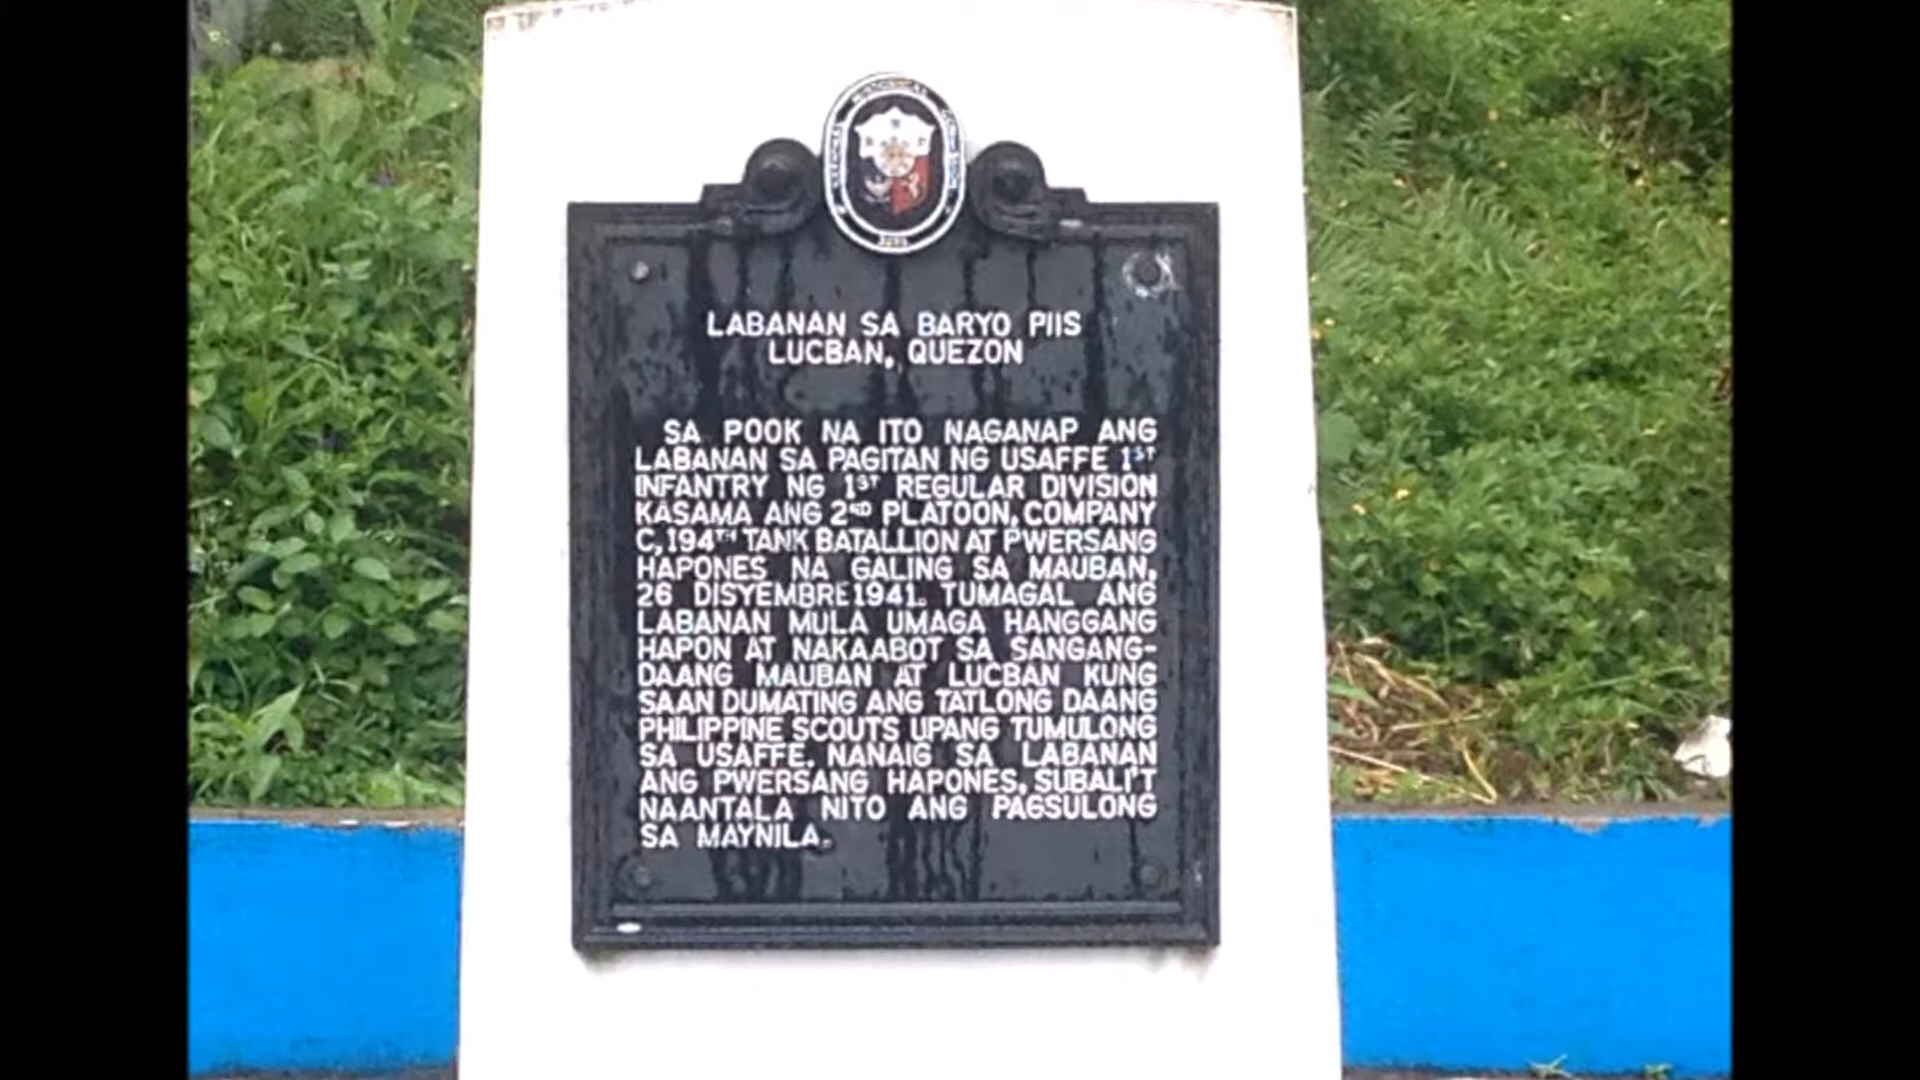 LABANAN SA BARYO PIIS
LUCBAN, QUEZON
SA POOK NA ITO NAGANAP ANG
LABANAN SA PAGITAN NG USAFFE 1ST
INFANTRY NG 1ST REGULAR DIVISION
KASAMA ANG 2ND PLATOON, COMPANY
C, 194TH TANK BATALLION AT PWERSANG
HAPONES NA GALING SA MAUBAN,
26 DISYEMBRE 1941. TUMAGAL ANG
LABANAN MULA UMAGA HANGGANG
HAPON AT NAKAABOT SA SANGANG-
DAANG MAUBAN AT LUCBAN KUNG
SAAN DUMATING ANG TATLONG DAANG
PHILIPPINE SCOUTS UPANG TUMULONG
SA USAFFE. NANAIG SA LABANAN
ANG PWERSANG HAPONES, SUBALI'T
NAANTALA NITO ANG PAGSULONG
SA MAYNILA.